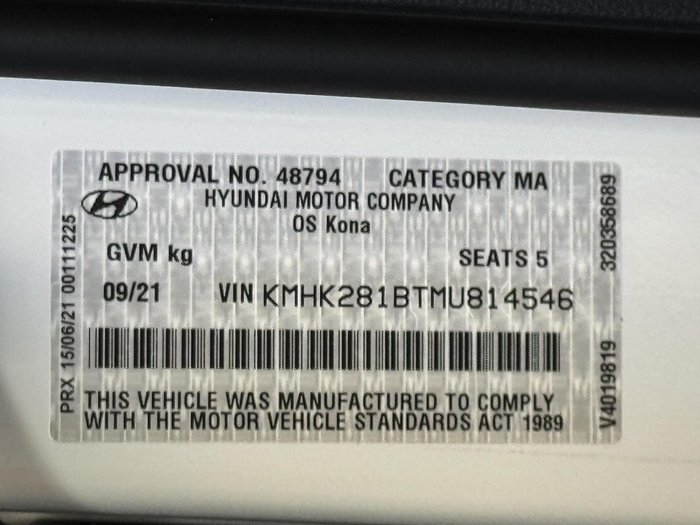 APPROVAL NO. 48794 CATEGORY MA
HYUNDAI MOTOR COMPANY
OS Kona
GVM kg SEATS 5
09/21 VIN KMHK281BTMU814546
THIS VEHICLE WAS MANUFACTURED TO COMPLY
WITH THE MOTOR VEHICLE STANDARDS ACT 1989
PRX 15/06/21 00111225
V4019819 320358689